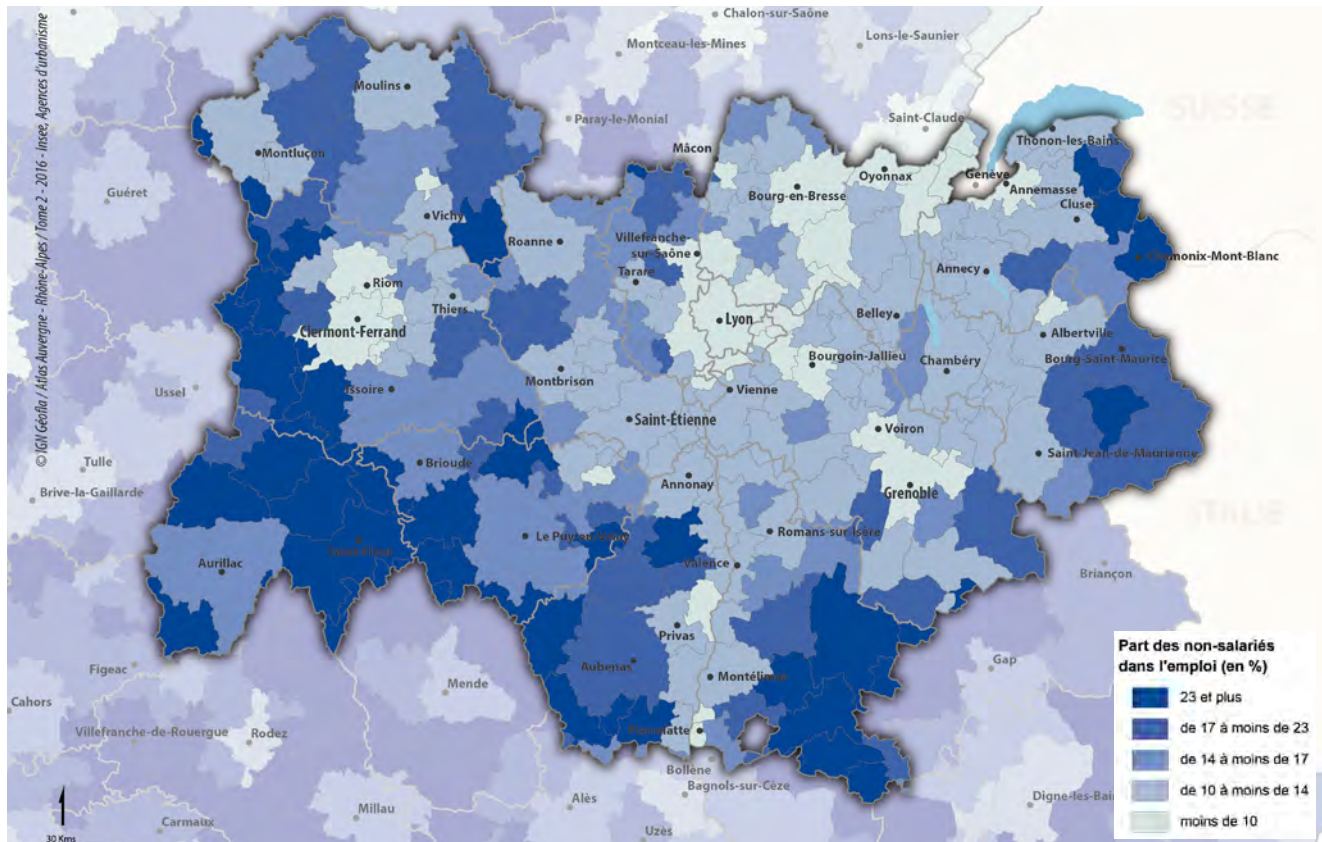 © IGN Géofla / Atlas Auvergne - Rhône-Alpes / Tome 2 - 2016 - Insee, Agences d'urbanisme
Chalon-sur-Saône
Montceau-les-Mines
Lons-le-Saunier
Moulins
SUISSE
Paray-le-Monial
Saint-Claude
Thonon-les-Bains
Mâcon
Montluçon
Oyonnax
Genève
Guéret
Bourg-en-Bresse
Annemasse
Vichy
Cluse
Roanne
Villefranche-
sur-Saône
Chamonix-Mont-Blanc
Annecy
Riom
Tarare
Thiers
Lyon
Belley
Clermont-Ferrand
Albertville
Bourgoin-Jallieu
Bourg-Saint-Maurice
Chambéry
Ussel
Issoire
Montbrison
Vienne
Saint-Étienne
Voiron
Tulle
Brioude
Saint-Jean-de-Maurienne
Annonay
Grenoble
Brive-la-Gaillarde
ITALIE
Le Puy-en-Velay
Romans-sur-Isère
Saint-Flour
Aurillac
Valence
Briançon
Privas
Figeac
Aubenas
Gap
Montélimar
Mende
Cahors
Villefranche-de-Rouergue
Rodez
Pierrelatte
Bollène
Bagnols-sur-Cèze
Digne-les-Bai
Millau
Alès
Carmaux
Uzès
30 Kms
Part des non-salariés
dans l'emploi (en %)
23 et plus
de 17 à moins de 23
de 14 à moins de 17
de 10 à moins de 14
moins de 10